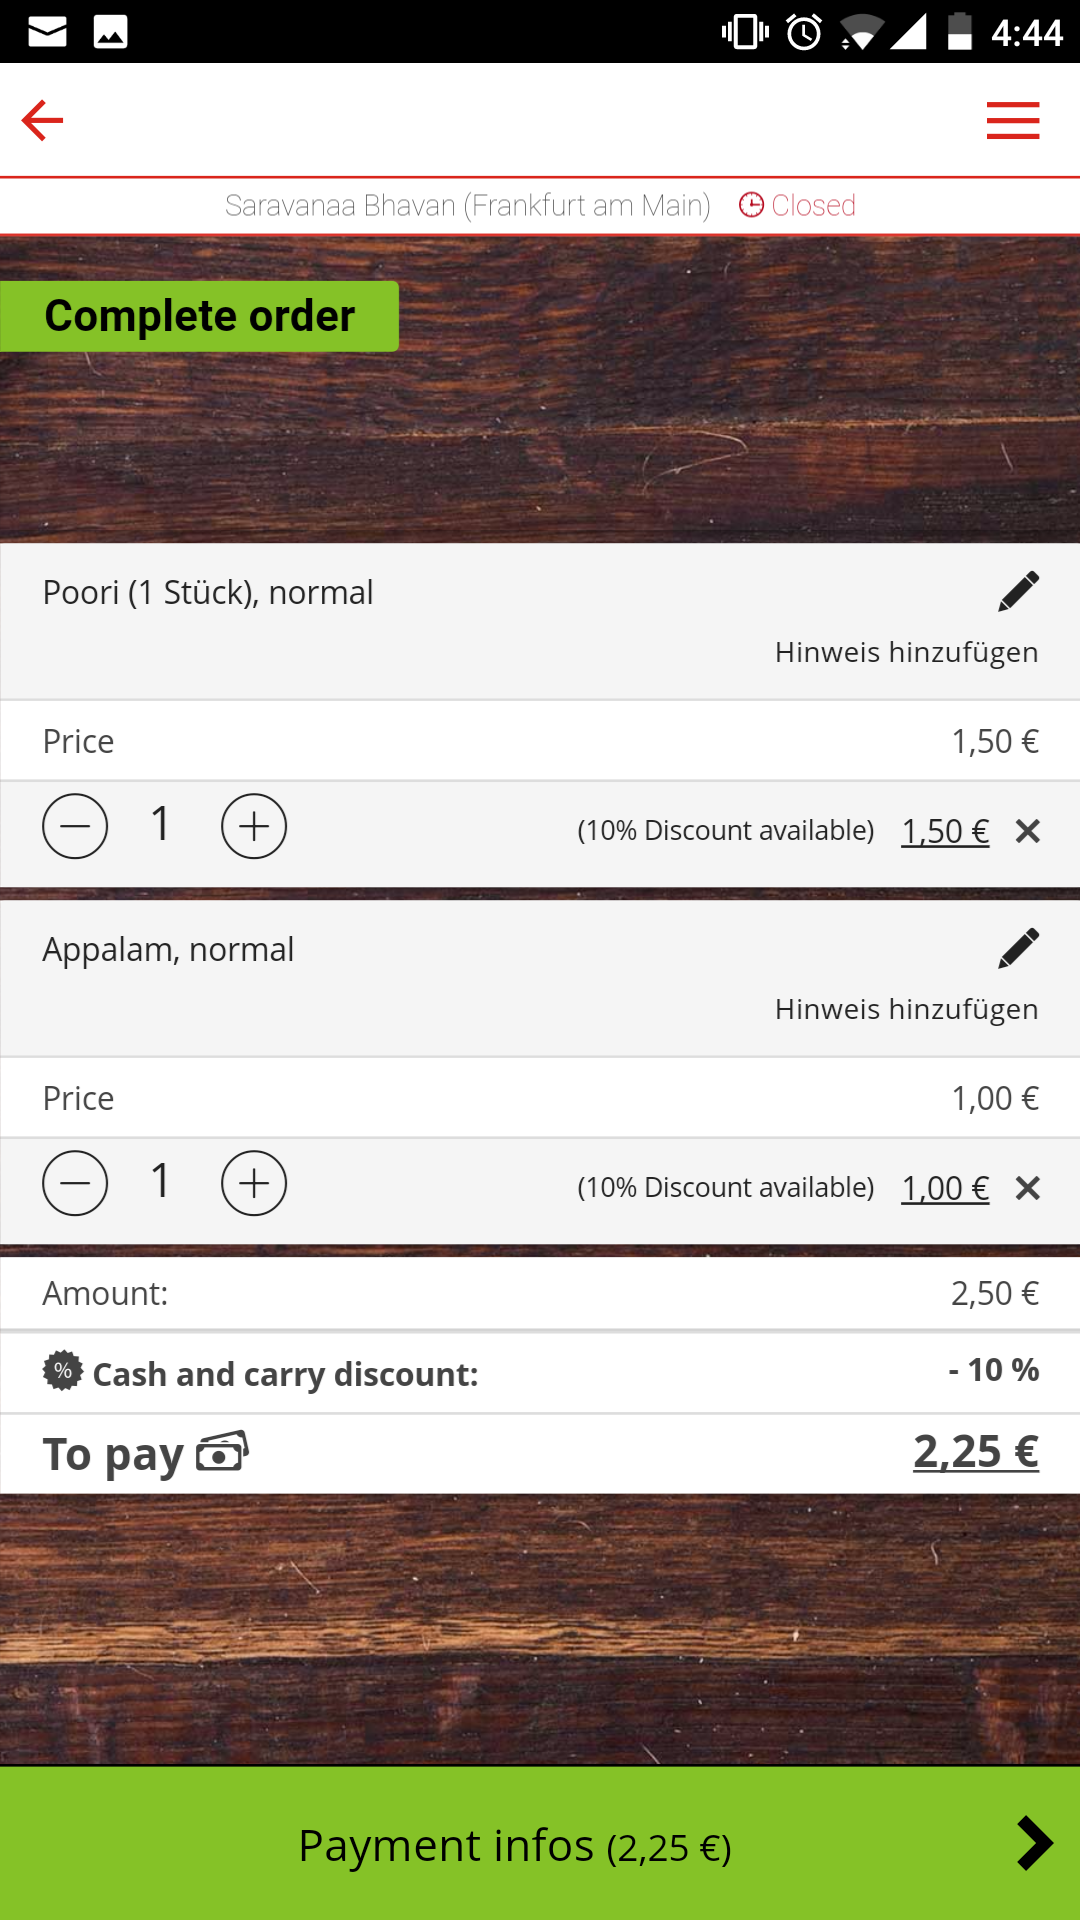 4:44
Saravanaa Bhavan (Frankfurt am Main) Closed
Complete order
Poori (1 Stück), normal
Hinweis hinzufügen
Price 1,50 €
1 (10% Discount available) 1,50 €
Appalam, normal
Hinweis hinzufügen
Price 1,00 €
1 (10% Discount available) 1,00 €
Amount: 2,50 €
% Cash and carry discount: - 10 %
To pay 2,25 €
Payment infos (2,25 €)